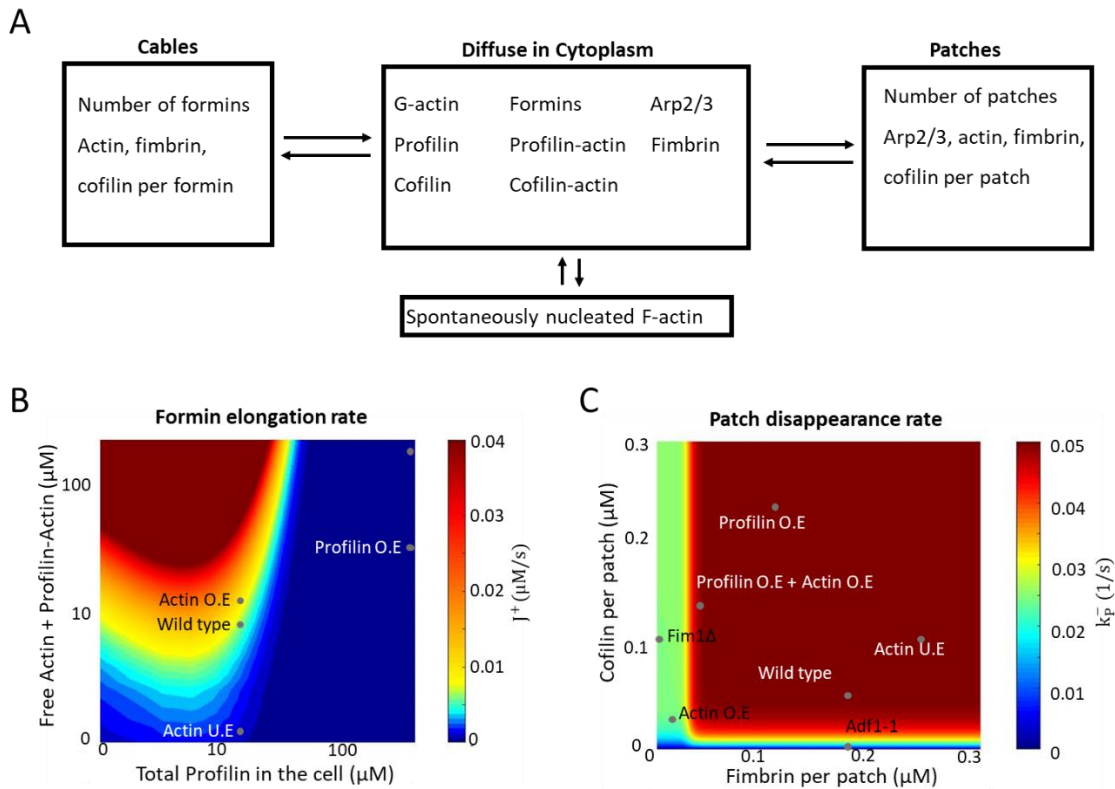 A
Cables
Number of formins
Actin, fimbrin,
cofilin per formin
Diffuse in Cytoplasm
G-actin Formins Arp2/3
Profilin Profilin-actin Fimbrin
Cofilin Cofilin-actin
Patches
Number of patches
Arp2/3, actin, fimbrin,
cofilin per patch
Spontaneously nucleated F-actin
B
Formin elongation rate
Free Actin + Profilin-Actin (μM)
100
10
0
Profilin O.E
Actin O.E
Wild type
Actin U.E
0 10 100
Total Profilin in the cell (μM)
0.04
0.03
0.02
0.01
0
J⁺ (μM/s)
C
Patch disappearance rate
Cofilin per patch (μM)
0.3
0.2
0.1
0
Profilin O.E
Profilin O.E + Actin O.E
Fim1Δ
Actin U.E
Wild type
Actin O.E
Adf1-1
0 0.1 0.2 0.3
Fimbrin per patch (μM)
0.05
0.04
0.03
0.02
0.01
0
k⁻ₚ (1/s)